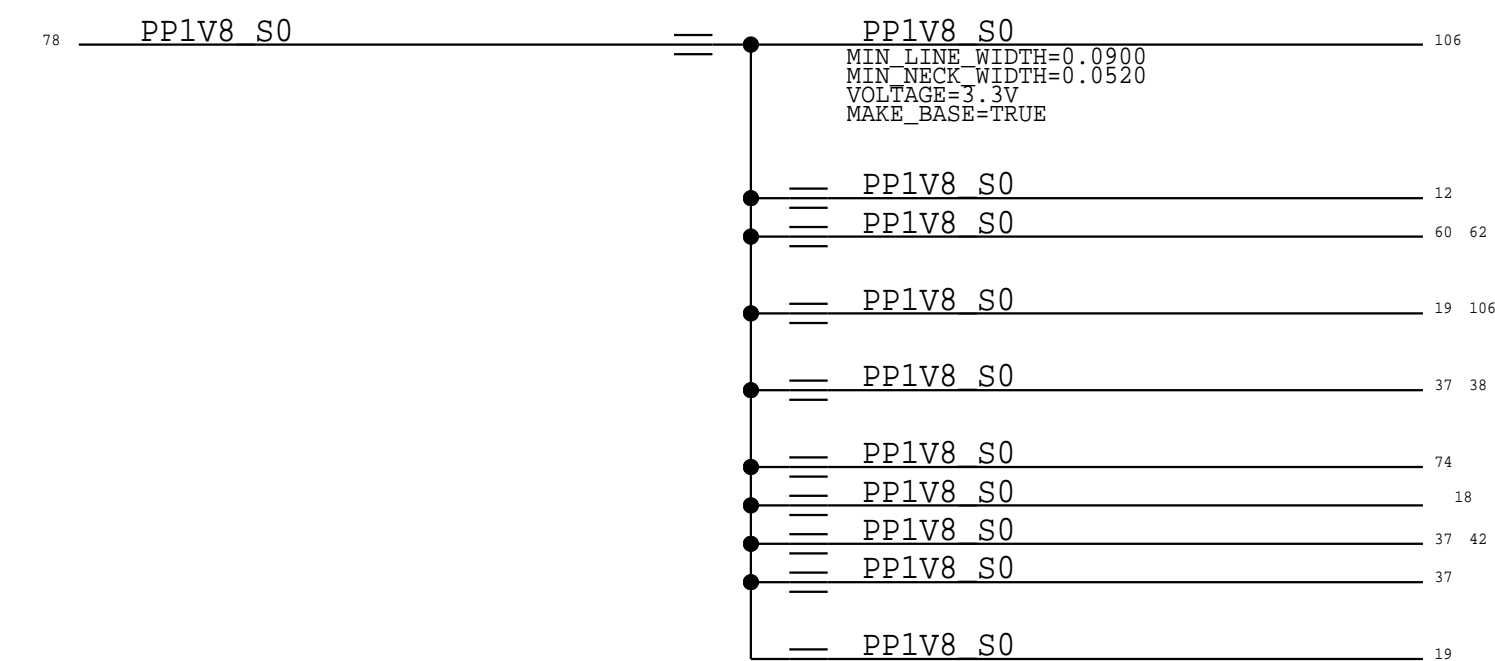 78 PP1V8_S0 PP1V8_S0 106
MIN_LINE_WIDTH=0.0900
MIN_NECK_WIDTH=0.0520
VOLTAGE=3.3V
MAKE_BASE=TRUE
PP1V8_S0 12
PP1V8_S0 60 62
PP1V8_S0 19 106
PP1V8_S0 37 38
PP1V8_S0 74
PP1V8_S0 18
PP1V8_S0 37 42
PP1V8_S0 37
PP1V8_S0 19